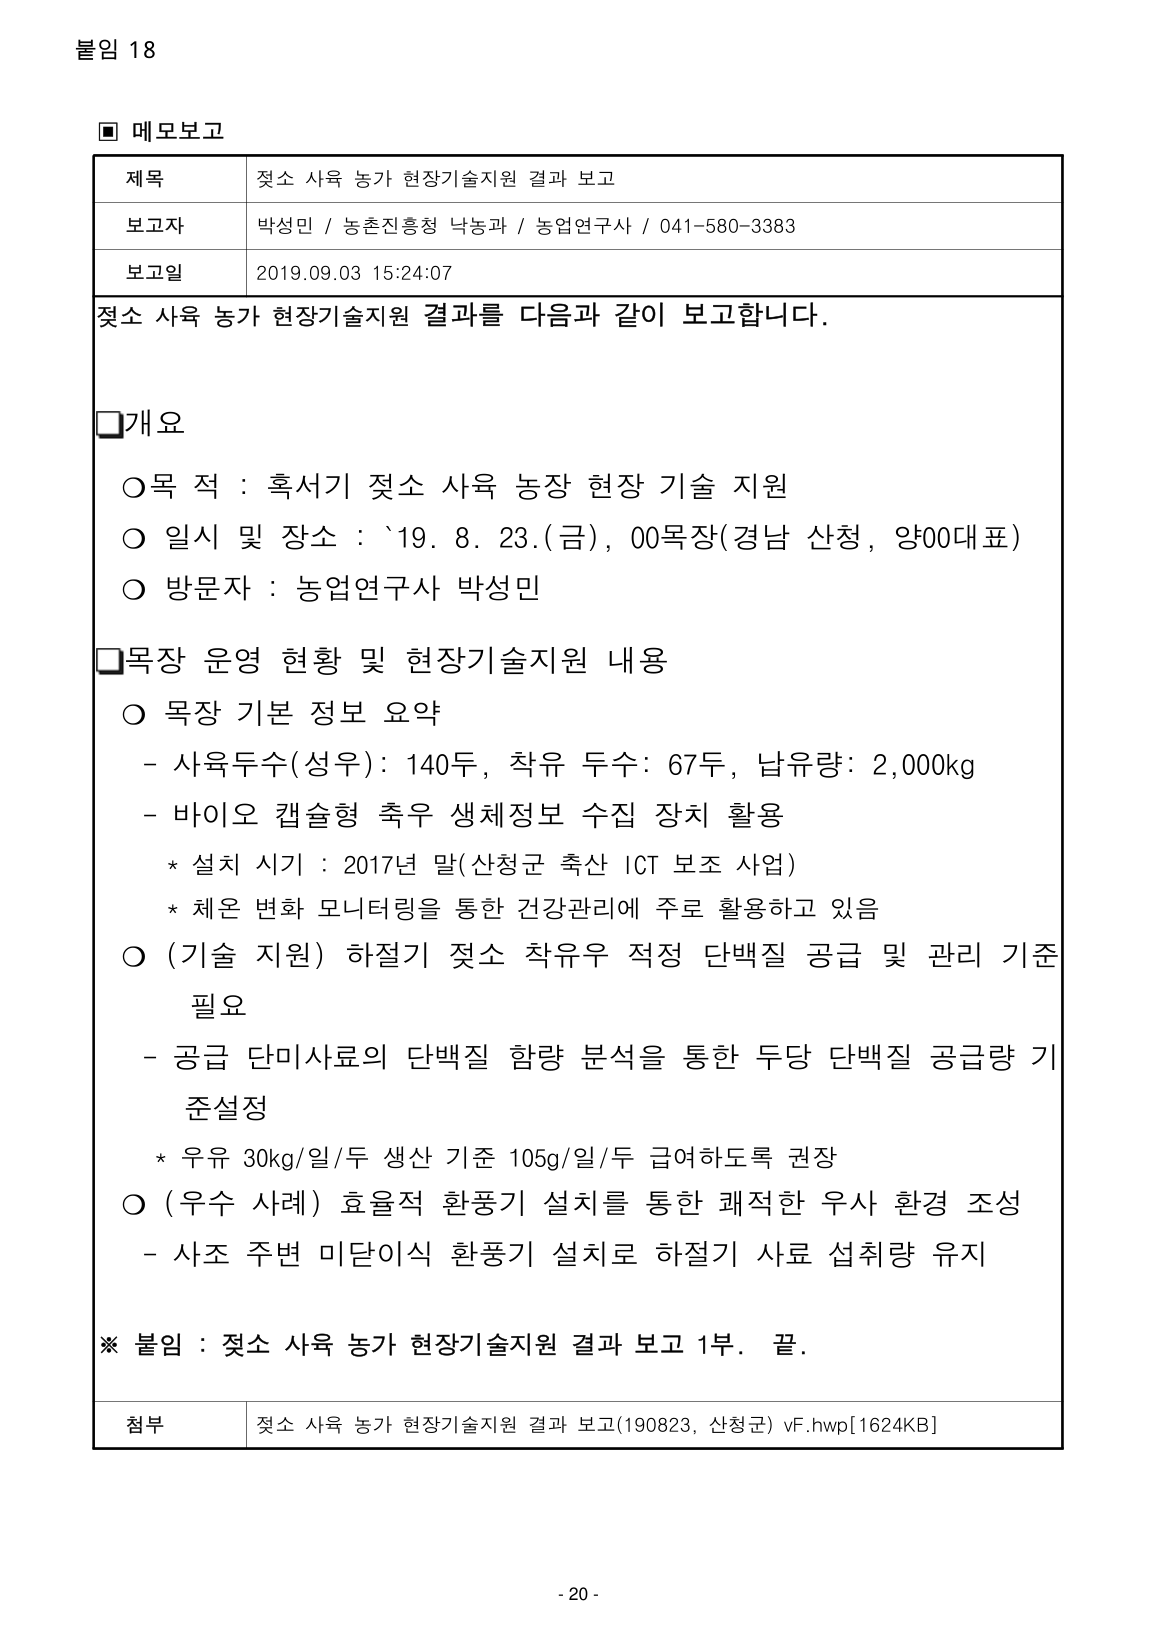 붙임 18
▣ 메모보고
제목 젖소 사육 농가 현장기술지원 결과 보고
보고자 박성민 / 농촌진흥청 낙농과 / 농업연구사 / 041-580-3383
보고일 2019.09.03 15:24:07
젖소 사육 농가 현장기술지원 결과를 다음과 같이 보고합니다.
❏개요
❍목 적 : 혹서기 젖소 사육 농장 현장 기술 지원
❍ 일시 및 장소 : `19. 8. 23.(금), 00목장(경남 산청, 양00대표)
❍ 방문자 : 농업연구사 박성민
❏목장 운영 현황 및 현장기술지원 내용
❍ 목장 기본 정보 요약
- 사육두수(성우): 140두, 착유 두수: 67두, 납유량: 2,000kg
- 바이오 캡슐형 축우 생체정보 수집 장치 활용
* 설치 시기 : 2017년 말(산청군 축산 ICT 보조 사업)
* 체온 변화 모니터링을 통한 건강관리에 주로 활용하고 있음
❍ (기술 지원) 하절기 젖소 착유우 적정 단백질 공급 및 관리 기준
필요
- 공급 단미사료의 단백질 함량 분석을 통한 두당 단백질 공급량 기
준설정
* 우유 30kg/일/두 생산 기준 105g/일/두 급여하도록 권장
❍ (우수 사례) 효율적 환풍기 설치를 통한 쾌적한 우사 환경 조성
- 사조 주변 미닫이식 환풍기 설치로 하절기 사료 섭취량 유지
※ 붙임 : 젖소 사육 농가 현장기술지원 결과 보고 1부. 끝.
첨부 젖소 사육 농가 현장기술지원 결과 보고(190823, 산청군) vF.hwp[1624KB]
- 20 -